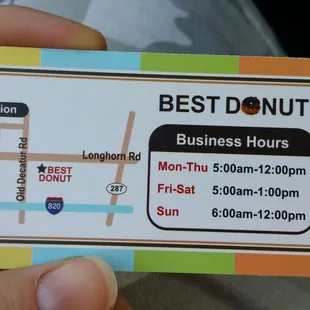 BEST DONUT
Business Hours
Mon-Thu 5:00am-12:00pm
Fri-Sat 5:00am-1:00pm
Sun 6:00am-12:00pm
ion
Old Decatur Rd
Longhorn Rd
BEST
DONUT
287
820